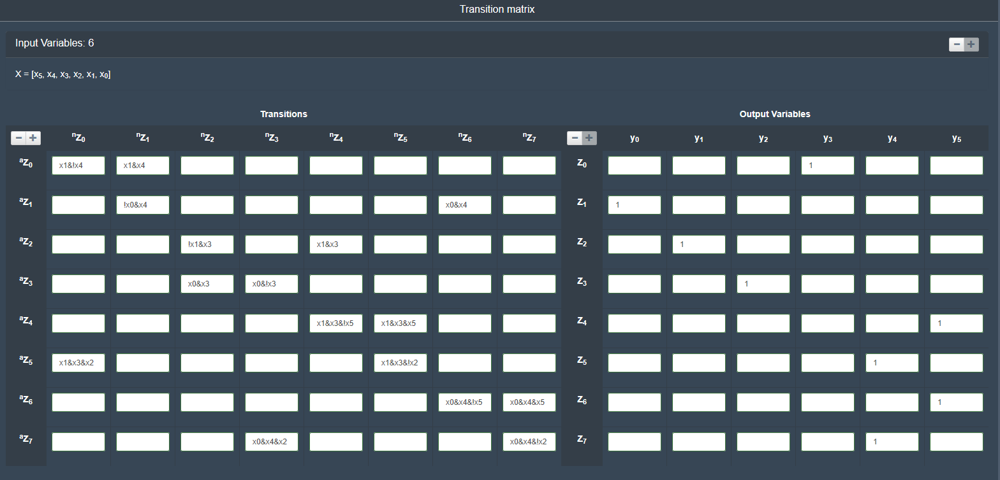 Transition matrix
Input Variables: 6
− +
X = [x₅, x₄, x₃, x₂, x₁, x₀]
Transitions Output Variables
− + ⁿZ₀ ⁿZ₁ ⁿZ₂ ⁿZ₃ ⁿZ₄ ⁿZ₅ ⁿZ₆ ⁿZ₇ − + y₀ y₁ y₂ y₃ y₄ y₅
ᵃZ₀ x1&!x4 x1&x4 Z₀ 1
ᵃZ₁ !x0&x4 x0&x4 Z₁ 1
ᵃZ₂ !x1&x3 x1&x3 Z₂ 1
ᵃZ₃ x0&x3 x0&!x3 Z₃ 1
ᵃZ₄ x1&x3&!x5 x1&x3&x5 Z₄ 1
ᵃZ₅ x1&x3&x2 x1&x3&!x2 Z₅ 1
ᵃZ₆ x0&x4&!x5 x0&x4&x5 Z₆ 1
ᵃZ₇ x0&x4&x2 x0&x4&!x2 Z₇ 1